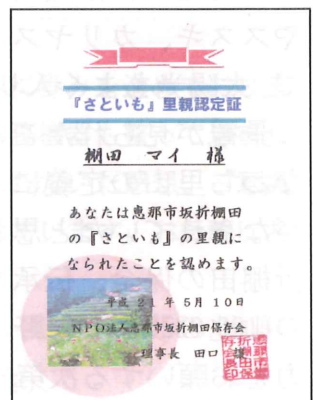 『さといも』里親認定証
棚田 マイ 様
あなたは恵那市坂折棚田
の『さといも』の里親に
なられたことを認めます。
平成 21 年 5 月 10日
NPO法人恵那市坂折棚田保存会
理事長 田口 譲